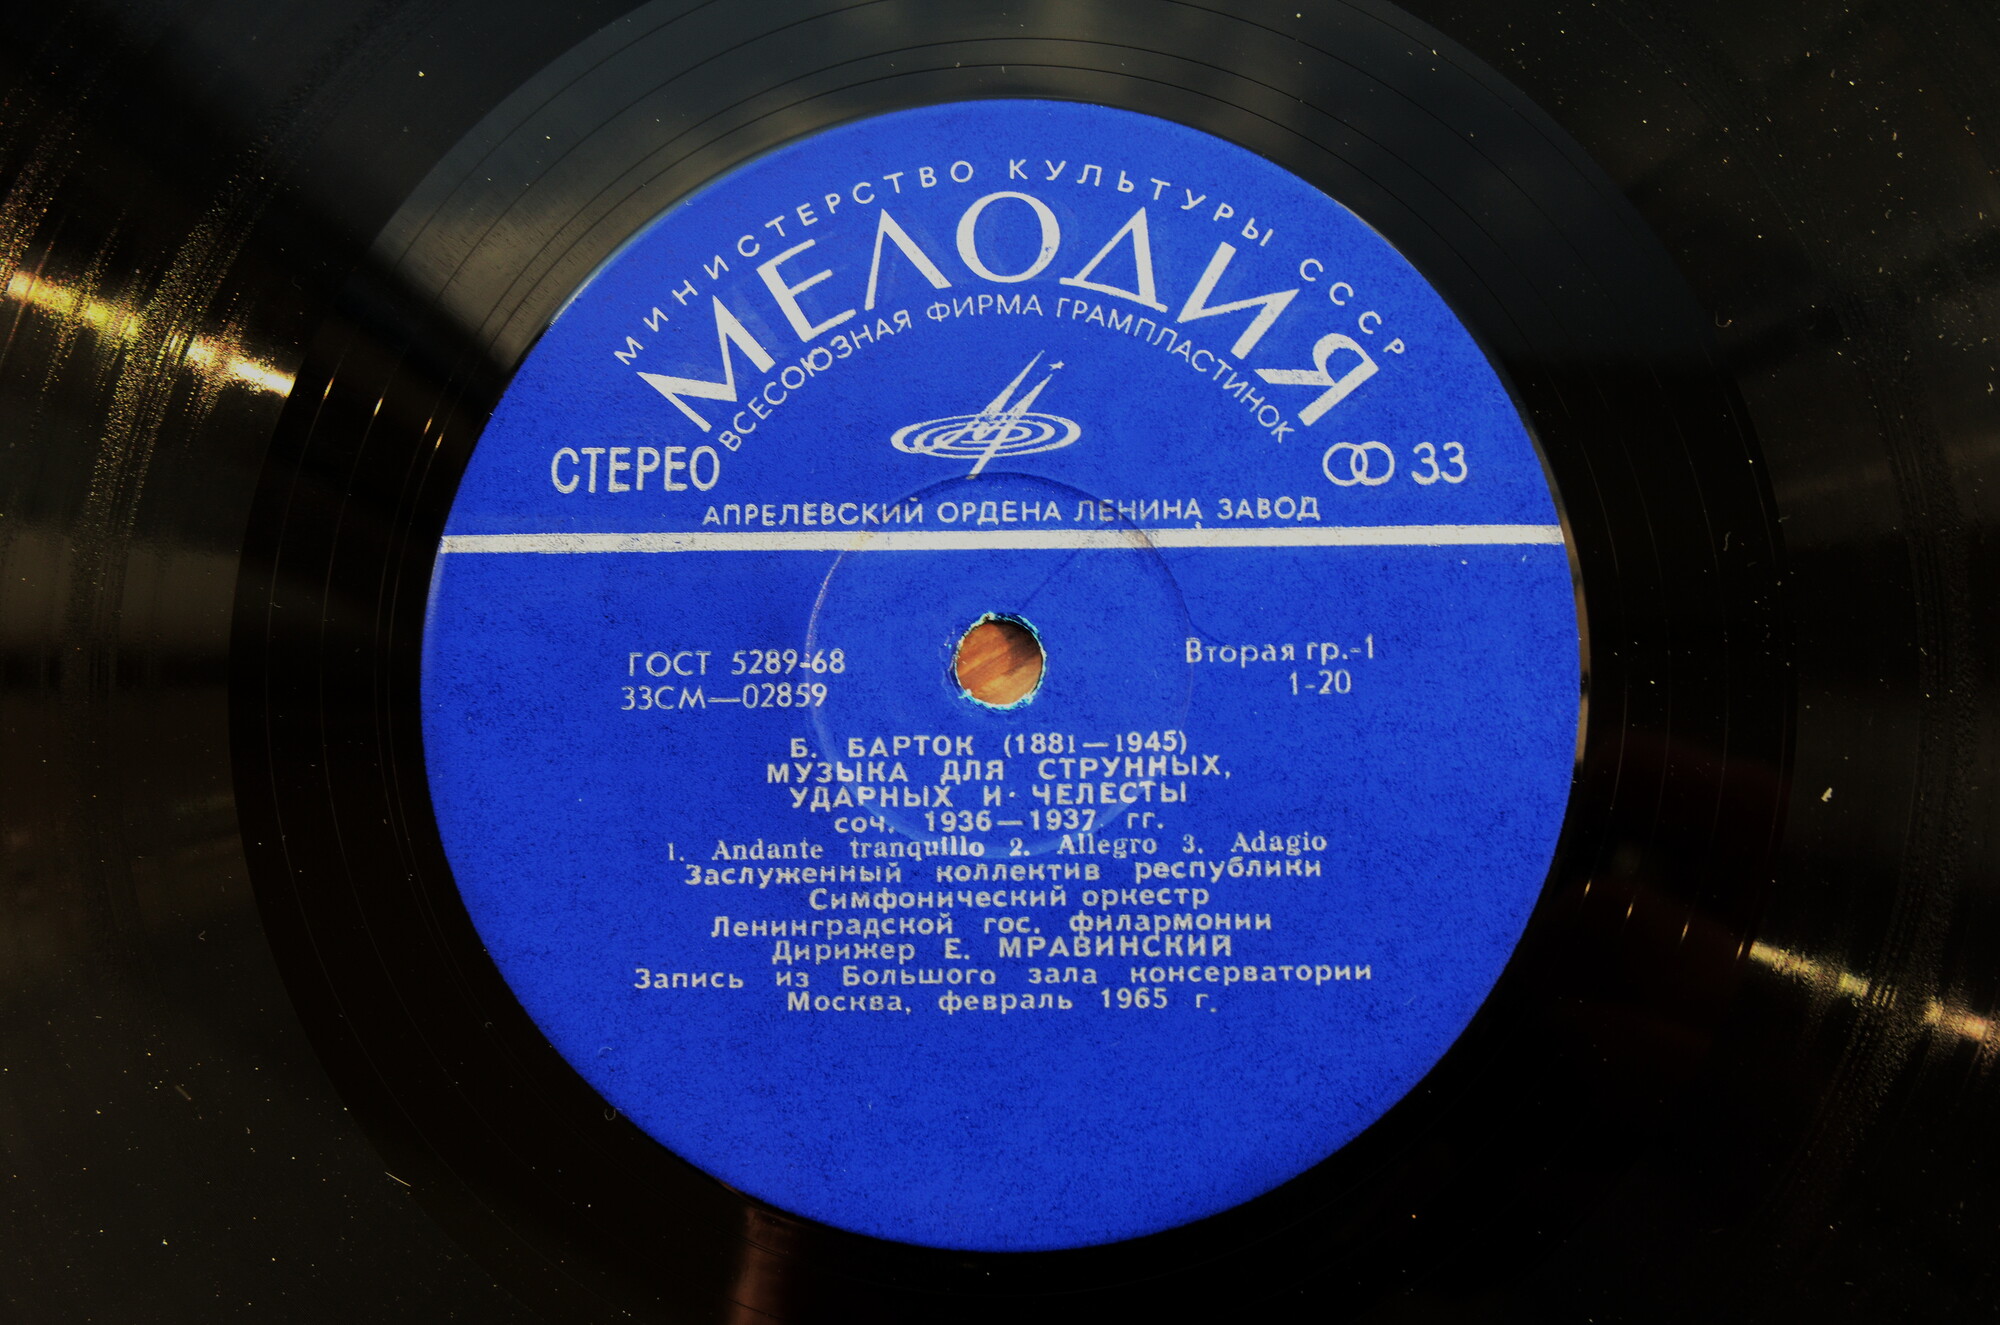 МИНИСТЕРСТВО КУЛЬТУРЫ СССР
МЕЛОДИЯ
ВСЕСОЮЗНАЯ ФИРМА ГРАМПЛАСТИНОК
СТЕРЕО
33
АПРЕЛЕВСКИЙ ОРДЕНА ЛЕНИНА ЗАВОД
ГОСТ 5289-68
33СМ—02859
Вторая гр.-1
1-20
Б. БАРТОК (1881—1945)
МУЗЫКА ДЛЯ СТРУННЫХ,
УДАРНЫХ И ЧЕЛЕСТЫ
соч. 1936—1937 гг.
1. Andante tranquillo 2. Allegro 3. Adagio
Заслуженный коллектив республики
Симфонический оркестр
Ленинградской гос. филармонии
Дирижер Е. МРАВИНСКИЙ
Запись из Большого зала консерватории
Москва, февраль 1965 г.